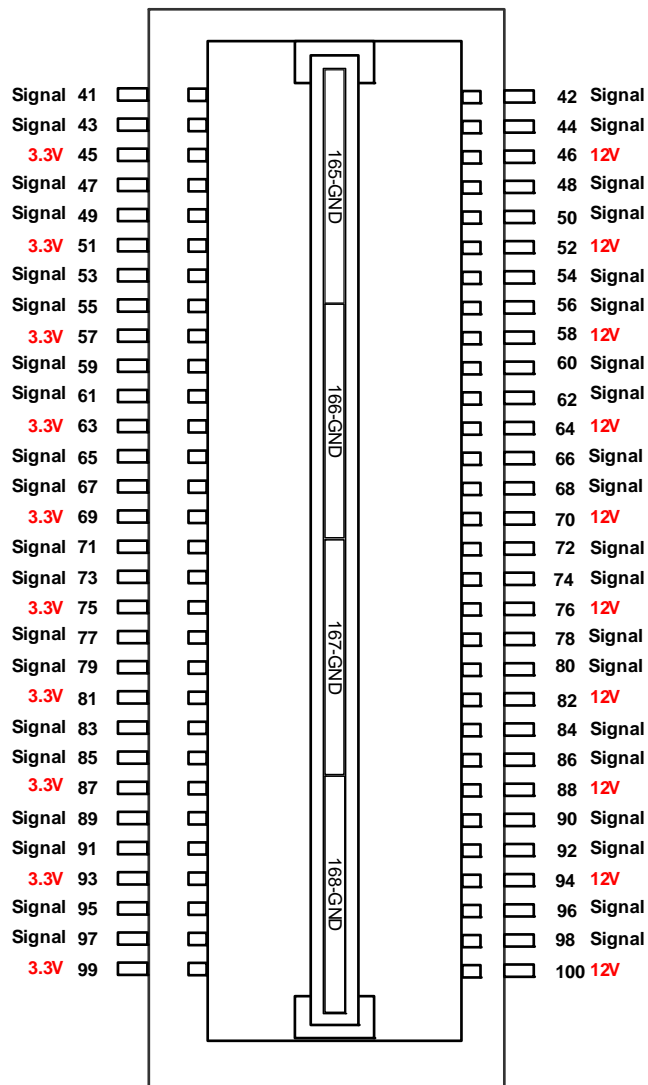 Signal 41 42 Signal
Signal 43 44 Signal
3.3V 45 46 12V
Signal 47 48 Signal
Signal 49 50 Signal
3.3V 51 52 12V
Signal 53 54 Signal
Signal 55 56 Signal
3.3V 57 58 12V
Signal 59 60 Signal
Signal 61 62 Signal
3.3V 63 64 12V
Signal 65 66 Signal
Signal 67 68 Signal
3.3V 69 70 12V
Signal 71 72 Signal
Signal 73 74 Signal
3.3V 75 76 12V
Signal 77 78 Signal
Signal 79 80 Signal
3.3V 81 82 12V
Signal 83 84 Signal
Signal 85 86 Signal
3.3V 87 88 12V
Signal 89 90 Signal
Signal 91 92 Signal
3.3V 93 94 12V
Signal 95 96 Signal
Signal 97 98 Signal
3.3V 99 100 12V
165-GND
166-GND
167-GND
168-GND